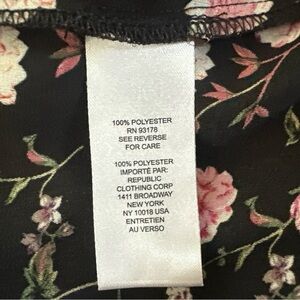 100% POLYESTER
RN 93178
SEE REVERSE
FOR CARE
100% POLYESTER
IMPORTÉ PAR:
REPUBLIC
CLOTHING CORP
1411 BROADWAY
NEW YORK
NY 10018 USA
ENTRETIEN
AU VERSO